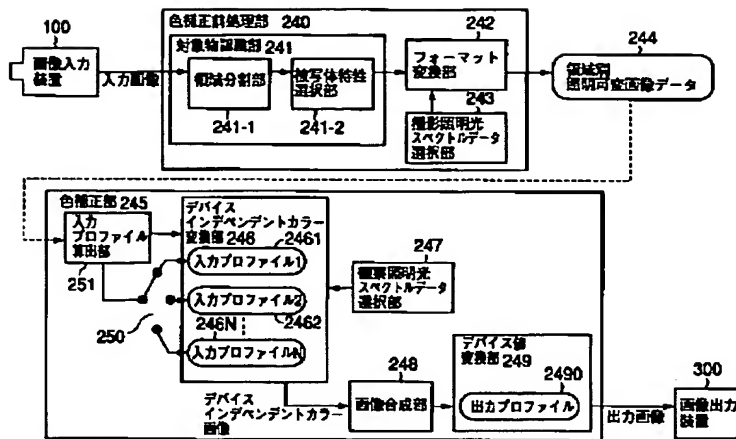 色補正前処理部 240
対象物認識部 241
100
画像入力
装置
入力画像
領域分割部
被写体特性
選択部
241-1
241-2
242
フォーマット
変換部
243
撮影照明光
スペクトルデータ
選択部
244
領域別
照明可変画像データ
色補正部 245
入力
プロファイル
算出部
251
250
デバイス
インデペンデントカラー
変換部 246
2461
入力プロファイル1
入力プロファイル2
2462
246N
入力プロファイルN
247
観察照明光
スペクトルデータ
選択部
デバイス
インデペンデントカラー
画像
248
画像合成部
デバイス値
変換部 249
2490
出力プロファイル
出力画像
300
画像出力
装置